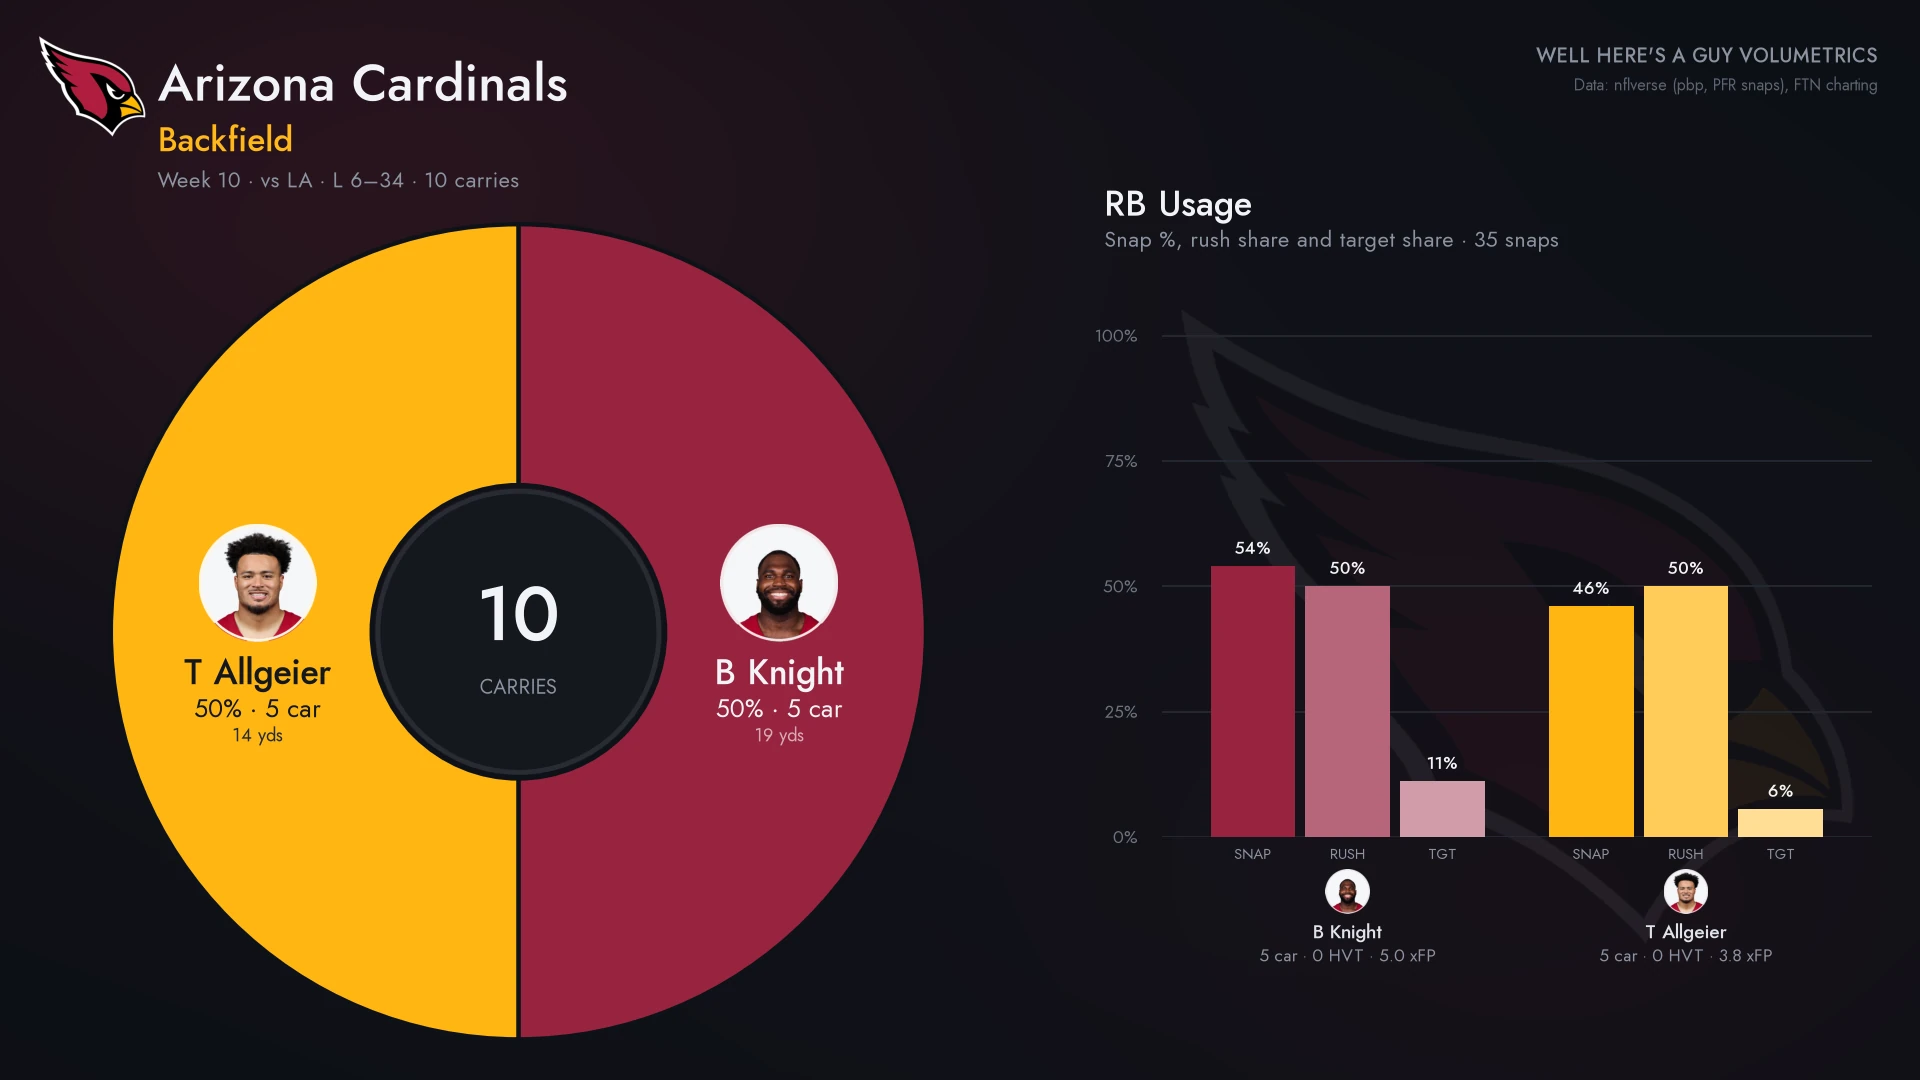 Arizona Cardinals
Backfield
Week 10 · vs LA · L 6–34 · 10 carries
WELL HERE'S A GUY VOLUMETRICS
Data: nflverse (pbp, PFR snaps), FTN charting
T Allgeier
50% · 5 car
14 yds
10
CARRIES
B Knight
50% · 5 car
19 yds
RB Usage
Snap %, rush share and target share · 35 snaps
100%
75%
50%
25%
0%
54%
50%
11%
46%
50%
6%
SNAP
RUSH
TGT
SNAP
RUSH
TGT
B Knight
5 car · 0 HVT · 5.0 xFP
T Allgeier
5 car · 0 HVT · 3.8 xFP